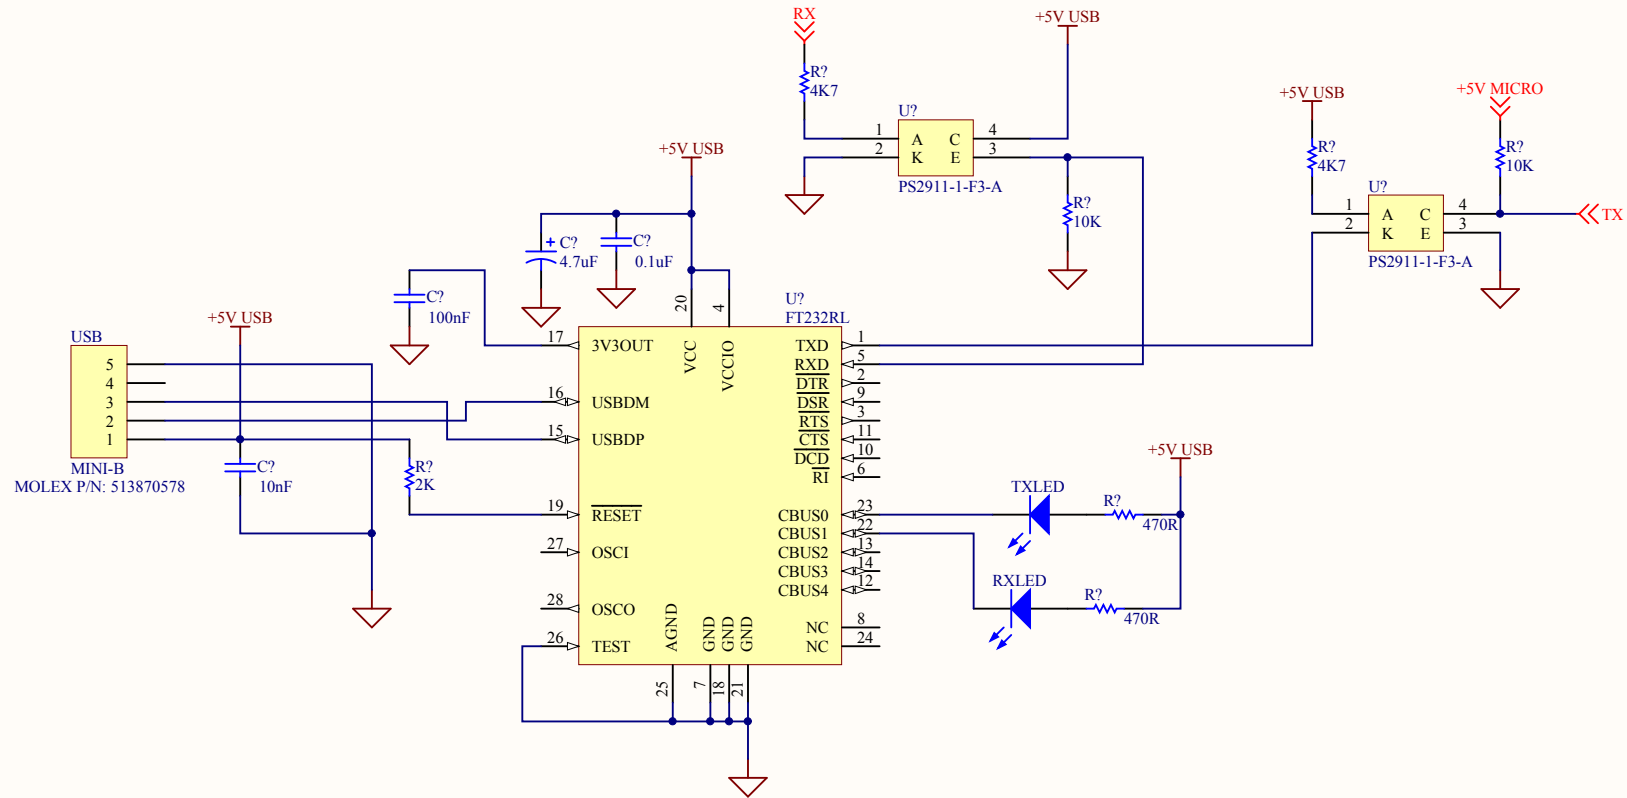 RX
R?
4K7
+5V USB
U?
1
A
C
4
2
K
E
3
PS2911-1-F3-A
R?
10K
+5V USB
R?
4K7
+5V MICRO
R?
10K
U?
1
A
C
4
TX
2
K
E
3
PS2911-1-F3-A
+5V USB
C?
4.7uF
C?
0.1uF
C?
100nF
+5V USB
USB
5
4
3
2
1
MINI-B
MOLEX P/N: 513870578
C?
10nF
R?
2K
U?
FT232RL
20
VCC
4
VCCIO
17
3V3OUT
16
USBDM
15
USBDP
19
RESET
27
OSCI
28
OSCO
26
TEST
TXD
1
RXD
5
DTR
2
DSR
9
RTS
3
CTS
11
DCD
10
RI
6
CBUS0
23
CBUS1
22
CBUS2
13
CBUS3
14
CBUS4
12
NC
8
NC
24
AGND
25
GND
7
GND
18
GND
21
+5V USB
TXLED
R?
470R
RXLED
R?
470R